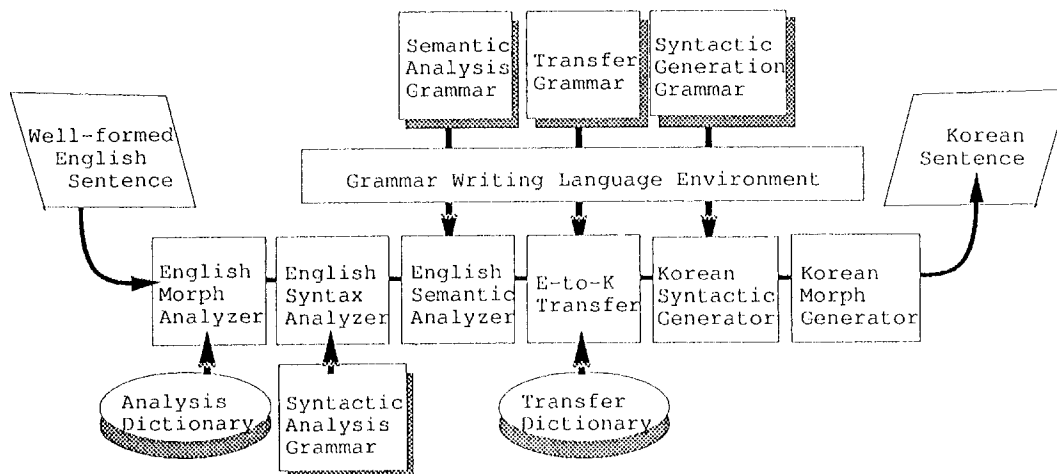 Semantic
Analysis
Grammar
Transfer
Grammar
Syntactic
Generation
Grammar
Well-formed
English
Sentence
Korean
Sentence
Grammar Writing Language Environment
English
Morph
Analyzer
English
Syntax
Analyzer
English
Semantic
Analyzer
E-to-K
Transfer
Korean
Syntactic
Generator
Korean
Morph
Generator
Analysis
Dictionary
Syntactic
Analysis
Grammar
Transfer
Dictionary